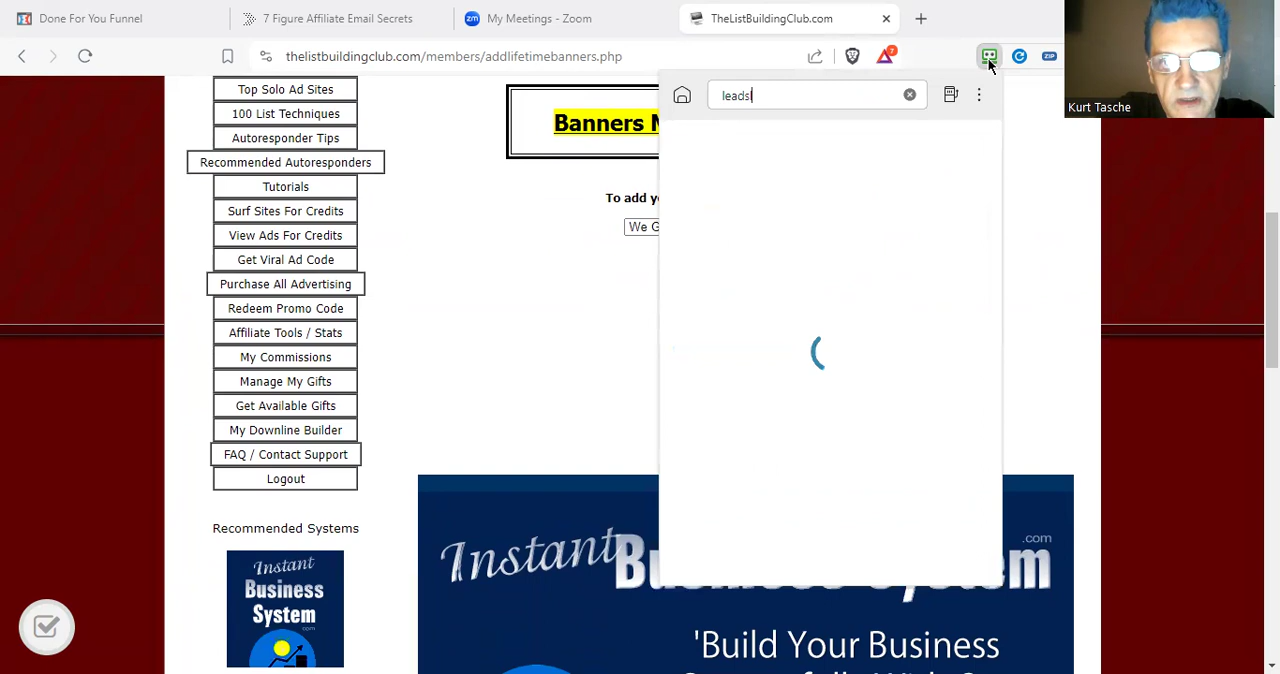 Done For You Funnel
7 Figure Affiliate Email Secrets
My Meetings - Zoom
TheListBuildingClub.com
thelistbuildingclub.com/members/addlifetimebanners.php
7
ZIP
Kurt Tasche
leads
Top Solo Ad Sites
100 List Techniques
Autoresponder Tips
Recommended Autoresponders
Tutorials
Surf Sites For Credits
View Ads For Credits
Get Viral Ad Code
Purchase All Advertising
Redeem Promo Code
Affiliate Tools / Stats
My Commissions
Manage My Gifts
Get Available Gifts
My Downline Builder
FAQ / Contact Support
Logout
Recommended Systems
Instant
Business
System
.com
Banners
To add
We G
Instant
.com
'Build Your Business